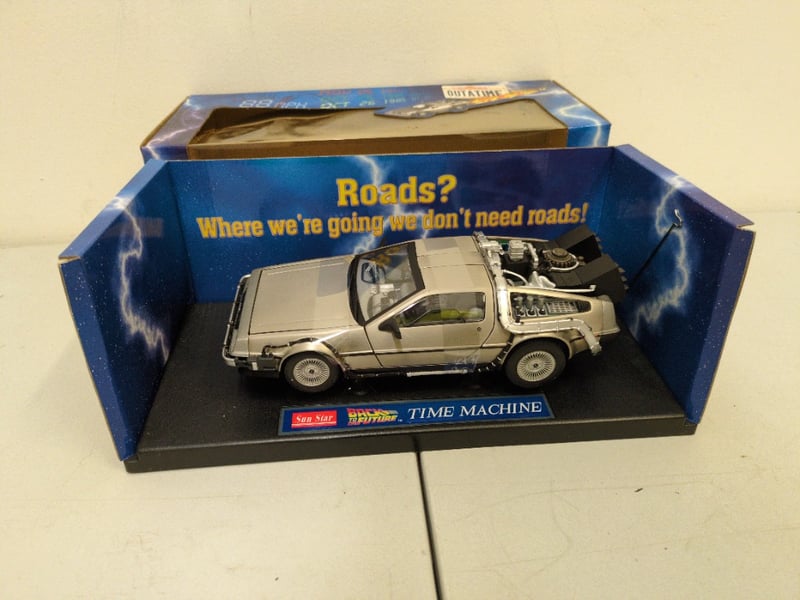 88 MPH
OCT 26 1985
OUTATIME
Roads?
Where we're going we don't need roads!
Sun Star
BACK TO THE FUTURE™
TIME MACHINE